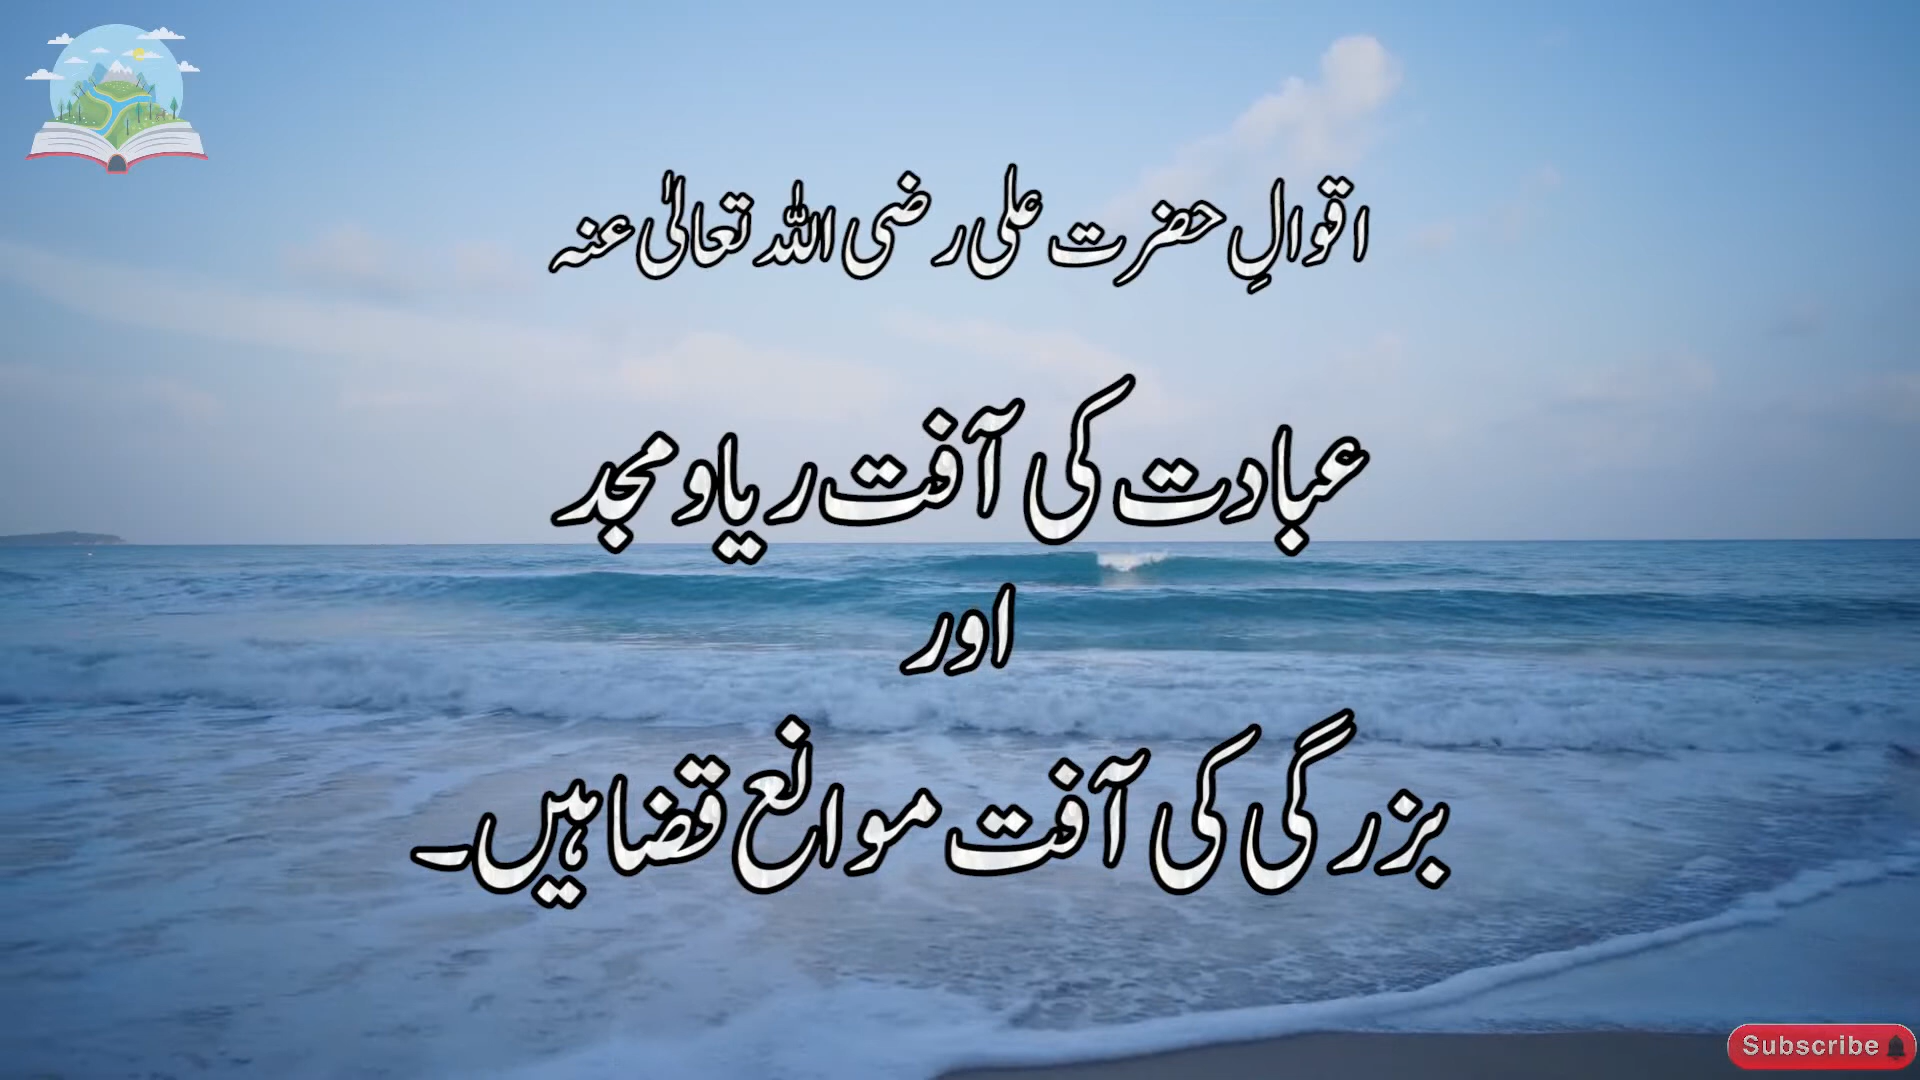 اقوالِ حضرت علی رضی اللہ تعالیٰ عنہ
عبادت کی آفت ریا و مجد
اور
بزرگی کی آفت موانع قضا ہیں۔
Subscribe